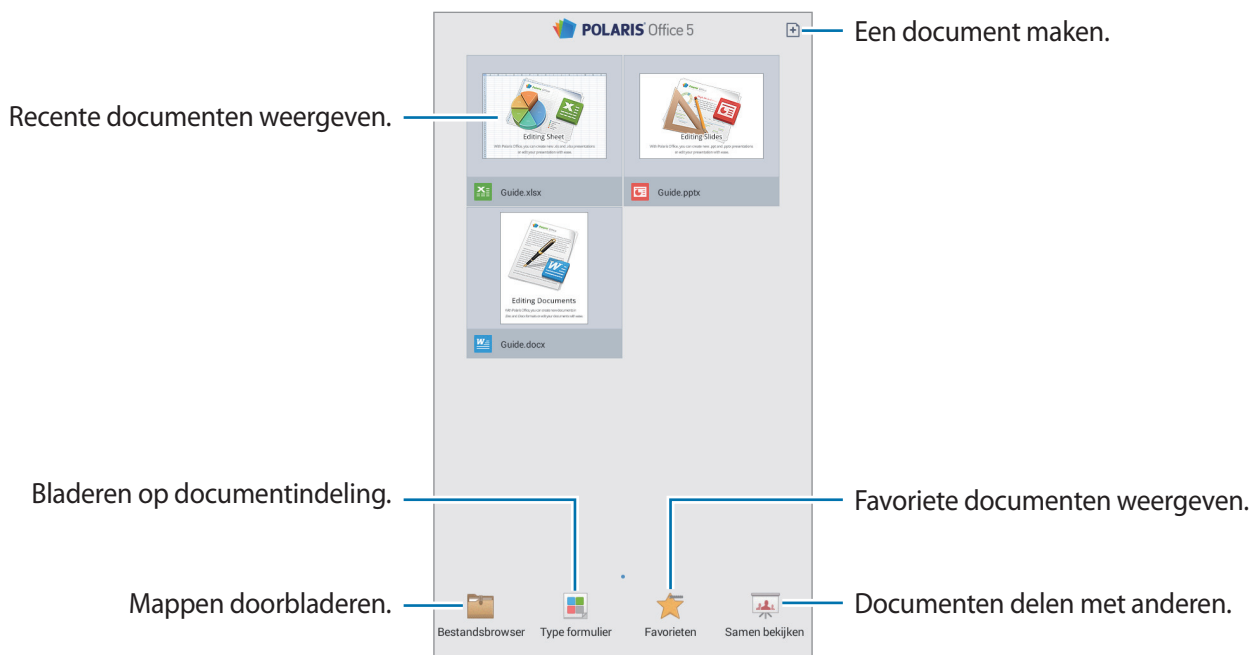 POLARIS Office 5
Een document maken.
Recente documenten weergeven.
Editing Sheet
Editing Slides
Guide.xlsx
Guide.pptx
Editing Documents
Guide.docx
Bladeren op documentindeling.
Favoriete documenten weergeven.
Mappen doorbladeren.
Documenten delen met anderen.
Bestandsbrowser
Type formulier
Favorieten
Samen bekijken